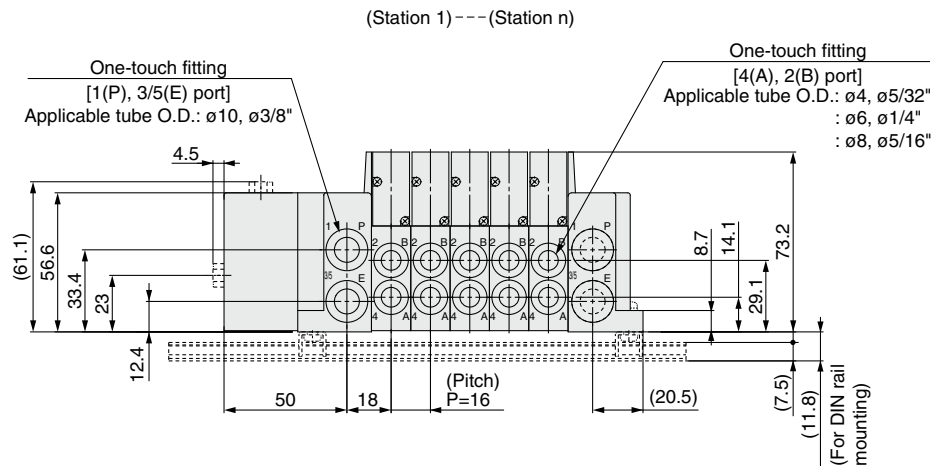 (Station 1) --- (Station n)
One-touch fitting
[1(P), 3/5(E) port]
Applicable tube O.D.: ø10, ø3/8"
One-touch fitting
[4(A), 2(B) port]
Applicable tube O.D.: ø4, ø5/32"
: ø6, ø1/4"
: ø8, ø5/16"
4.5
(61.1)
56.6
33.4
23
12.4
1 P
35 E
2 B 2 B 2 B 2 B 2 B
4 A 4 A 4 A 4 A 4 A
1 P
35 E
8.7
14.1
29.1
73.2
50
18
(Pitch)
P=16
(20.5)
(7.5)
(11.8)
(For DIN rail
mounting)